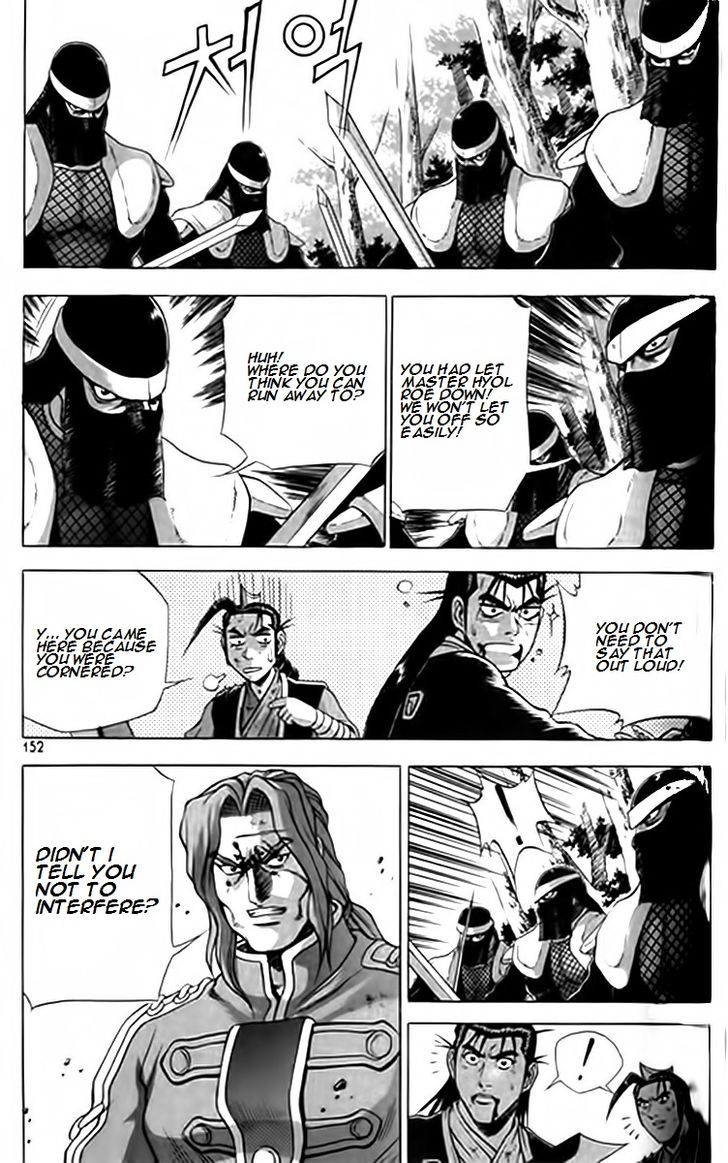 처억
HUH!
WHERE DO YOU
THINK YOU CAN
RUN AWAY TO?
YOU HAD LET
MASTER HYOL
ROE DOWN!
WE WON'T LET
YOU OFF SO
EASILY!
Y... YOU CAME
HERE BECAUSE
YOU WERE
CORNERED?
YOU DON'T
NEED TO
SAY THAT
OUT LOUD!
152
DIDN'T I
TELL YOU
NOT TO
INTERFERE?
!
!